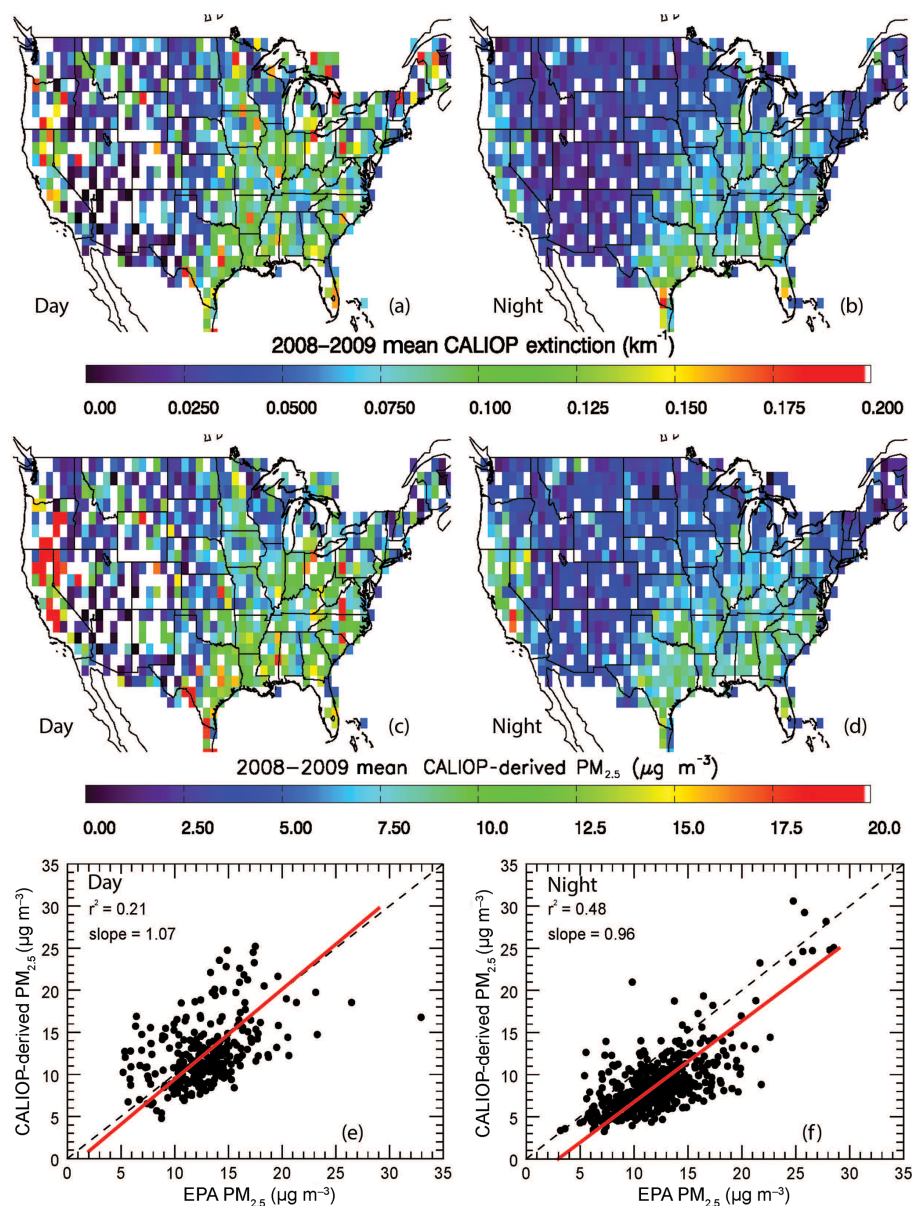 Day
(a)
Night
(b)
2008–2009 mean CALIOP extinction (km⁻¹)
0.00 0.0250 0.0500 0.0750 0.100 0.125 0.150 0.175 0.200
Day
(c)
Night
(d)
2008–2009 mean CALIOP-derived PM₂.₅ (μg m⁻³)
0.00 2.50 5.00 7.50 10.0 12.5 15.0 17.5 20.0
CALIOP-derived PM₂.₅ (µg m⁻³)
35
30
25
20
15
10
5
0
Day
r² = 0.21
slope = 1.07
(e)
0 5 10 15 20 25 30 35
EPA PM₂.₅ (µg m⁻³)
CALIOP-derived PM₂.₅ (µg m⁻³)
35
30
25
20
15
10
5
0
Night
r² = 0.48
slope = 0.96
(f)
0 5 10 15 20 25 30 35
EPA PM₂.₅ (µg m⁻³)